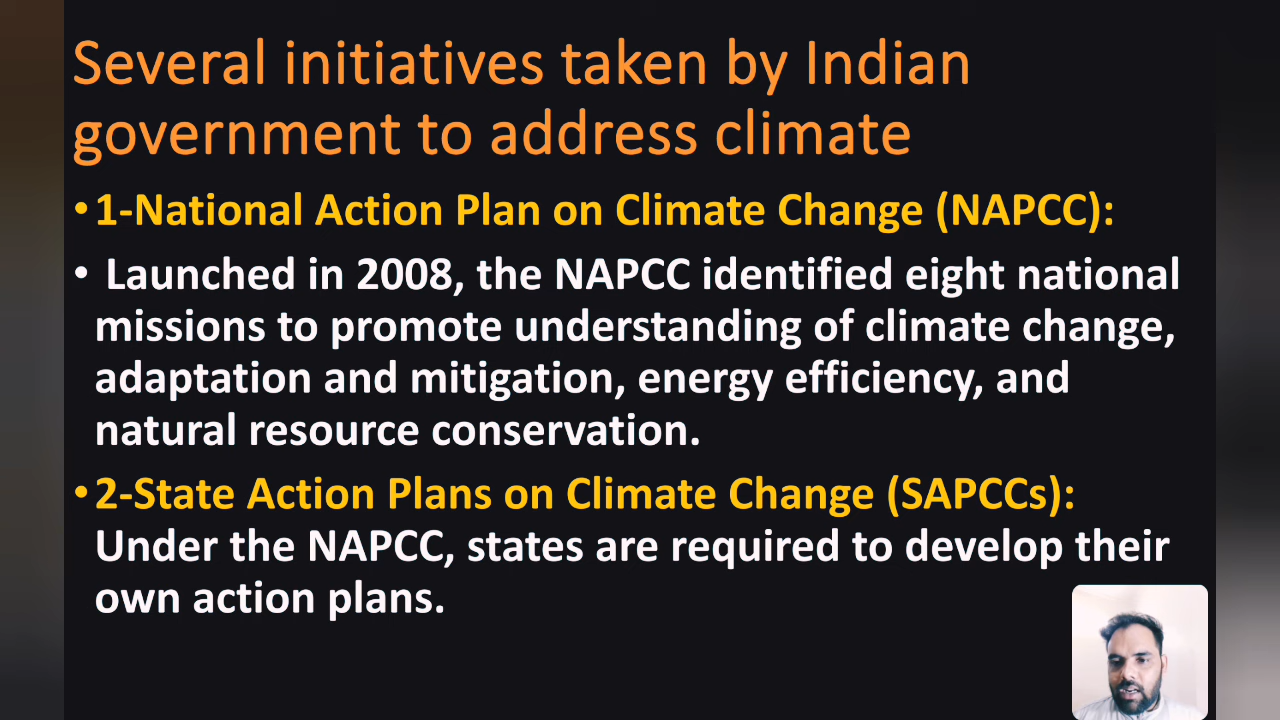 Several initiatives taken by Indian
government to address climate
•1-National Action Plan on Climate Change (NAPCC):
• Launched in 2008, the NAPCC identified eight national
missions to promote understanding of climate change,
adaptation and mitigation, energy efficiency, and
natural resource conservation.
•2-State Action Plans on Climate Change (SAPCCs):
Under the NAPCC, states are required to develop their
own action plans.